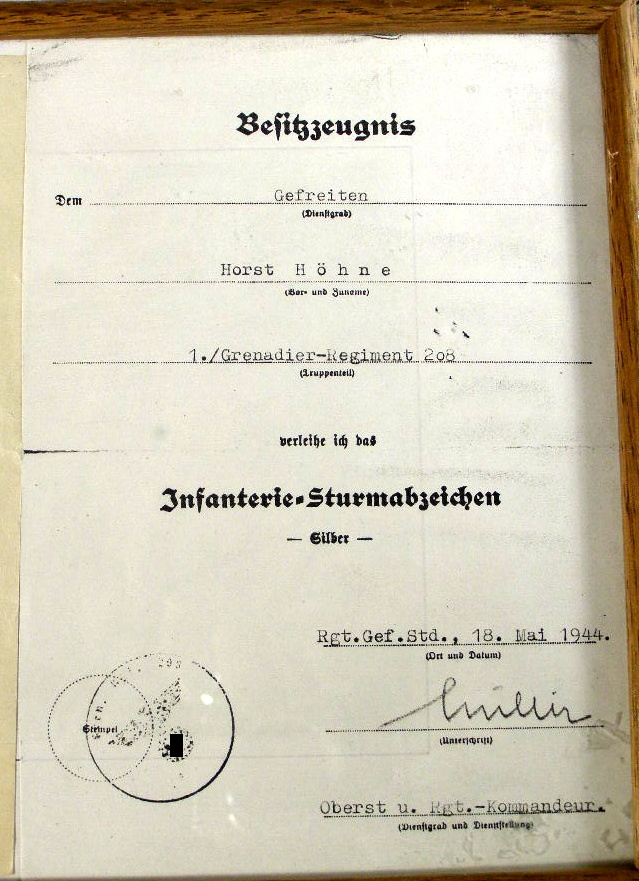 Besitzzeugnis
Dem Gefreiten
(Dienstgrad)
Horst Höhne
(Vor- und Zuname)
1./Grenadier-Regiment 2o8
(Truppenteil)
verleihe ich das
Infanterie-Sturmabzeichen
— Silber —
Rgt.Gef.Std., 18. Mai 1944.
(Ort und Datum)
Stempel
(Unterschrift)
Oberst u. Rgt.-Kommandeur.
(Dienstgrad und Dienststellung)